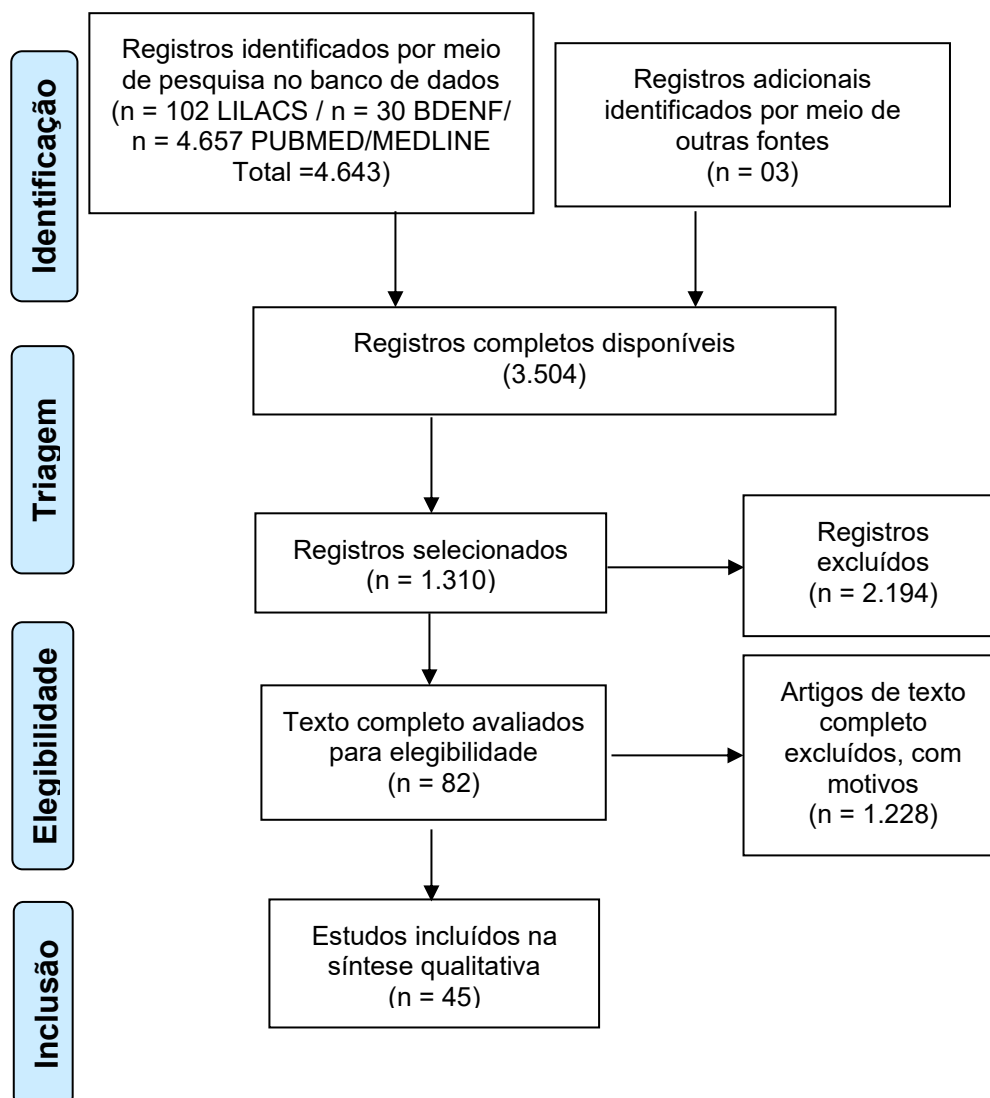 Identificação
Registros identificados por meio
de pesquisa no banco de dados
(n = 102 LILACS / n = 30 BDENF/
n = 4.657 PUBMED/MEDLINE
Total =4.643)
Registros adicionais
identificados por meio de
outras fontes
(n = 03)
Registros completos disponíveis
(3.504)
Triagem
Registros selecionados
(n = 1.310)
Registros
excluídos
(n = 2.194)
Elegibilidade
Texto completo avaliados
para elegibilidade
(n = 82)
Artigos de texto
completo
excluídos, com
motivos
(n = 1.228)
Inclusão
Estudos incluídos na
síntese qualitativa
(n = 45)